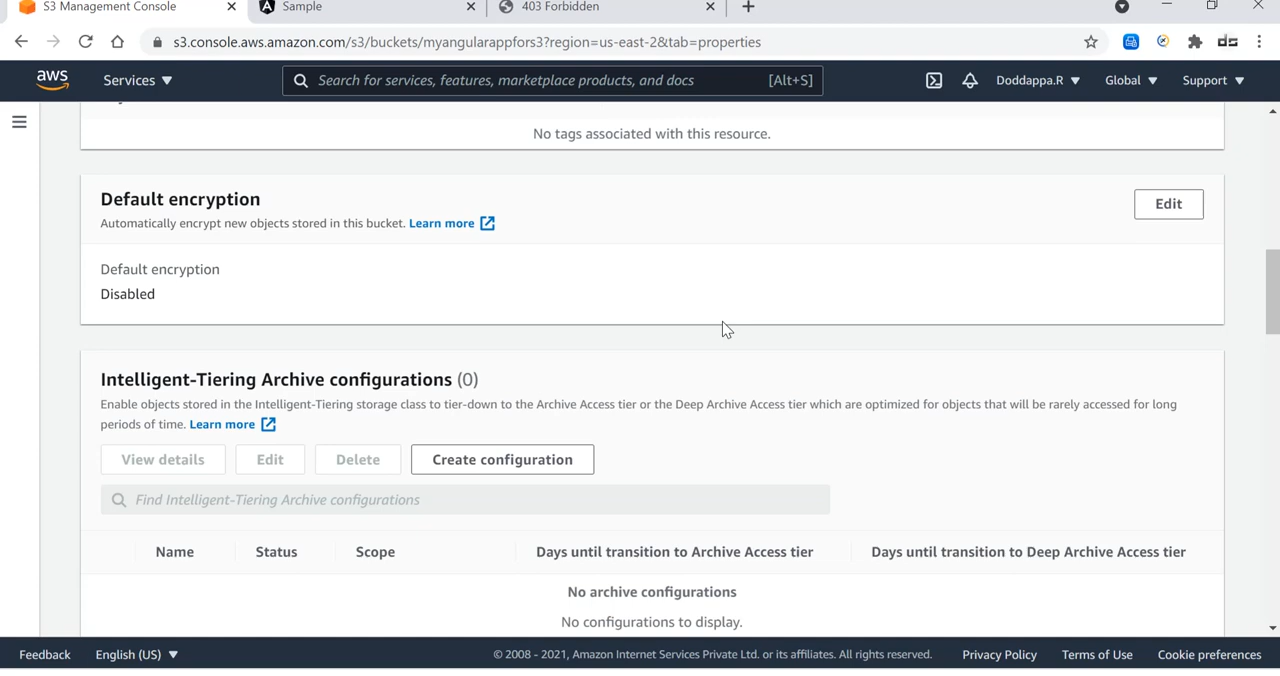 S3 Management Console
Sample
403 Forbidden
s3.console.aws.amazon.com/s3/buckets/myangularappfors3?region=us-east-2&tab=properties
aws
Services
Search for services, features, marketplace products, and docs
[Alt+S]
Doddappa.R
Global
Support
No tags associated with this resource.
Default encryption
Automatically encrypt new objects stored in this bucket. Learn more
Edit
Default encryption
Disabled
Intelligent-Tiering Archive configurations (0)
Enable objects stored in the Intelligent-Tiering storage class to tier-down to the Archive Access tier or the Deep Archive Access tier which are optimized for objects that will be rarely accessed for long
periods of time. Learn more
View details
Edit
Delete
Create configuration
Find Intelligent-Tiering Archive configurations
Name
Status
Scope
Days until transition to Archive Access tier
Days until transition to Deep Archive Access tier
No archive configurations
No configurations to display.
Feedback
English (US)
© 2008 - 2021, Amazon Internet Services Private Ltd. or its affiliates. All rights reserved.
Privacy Policy
Terms of Use
Cookie preferences